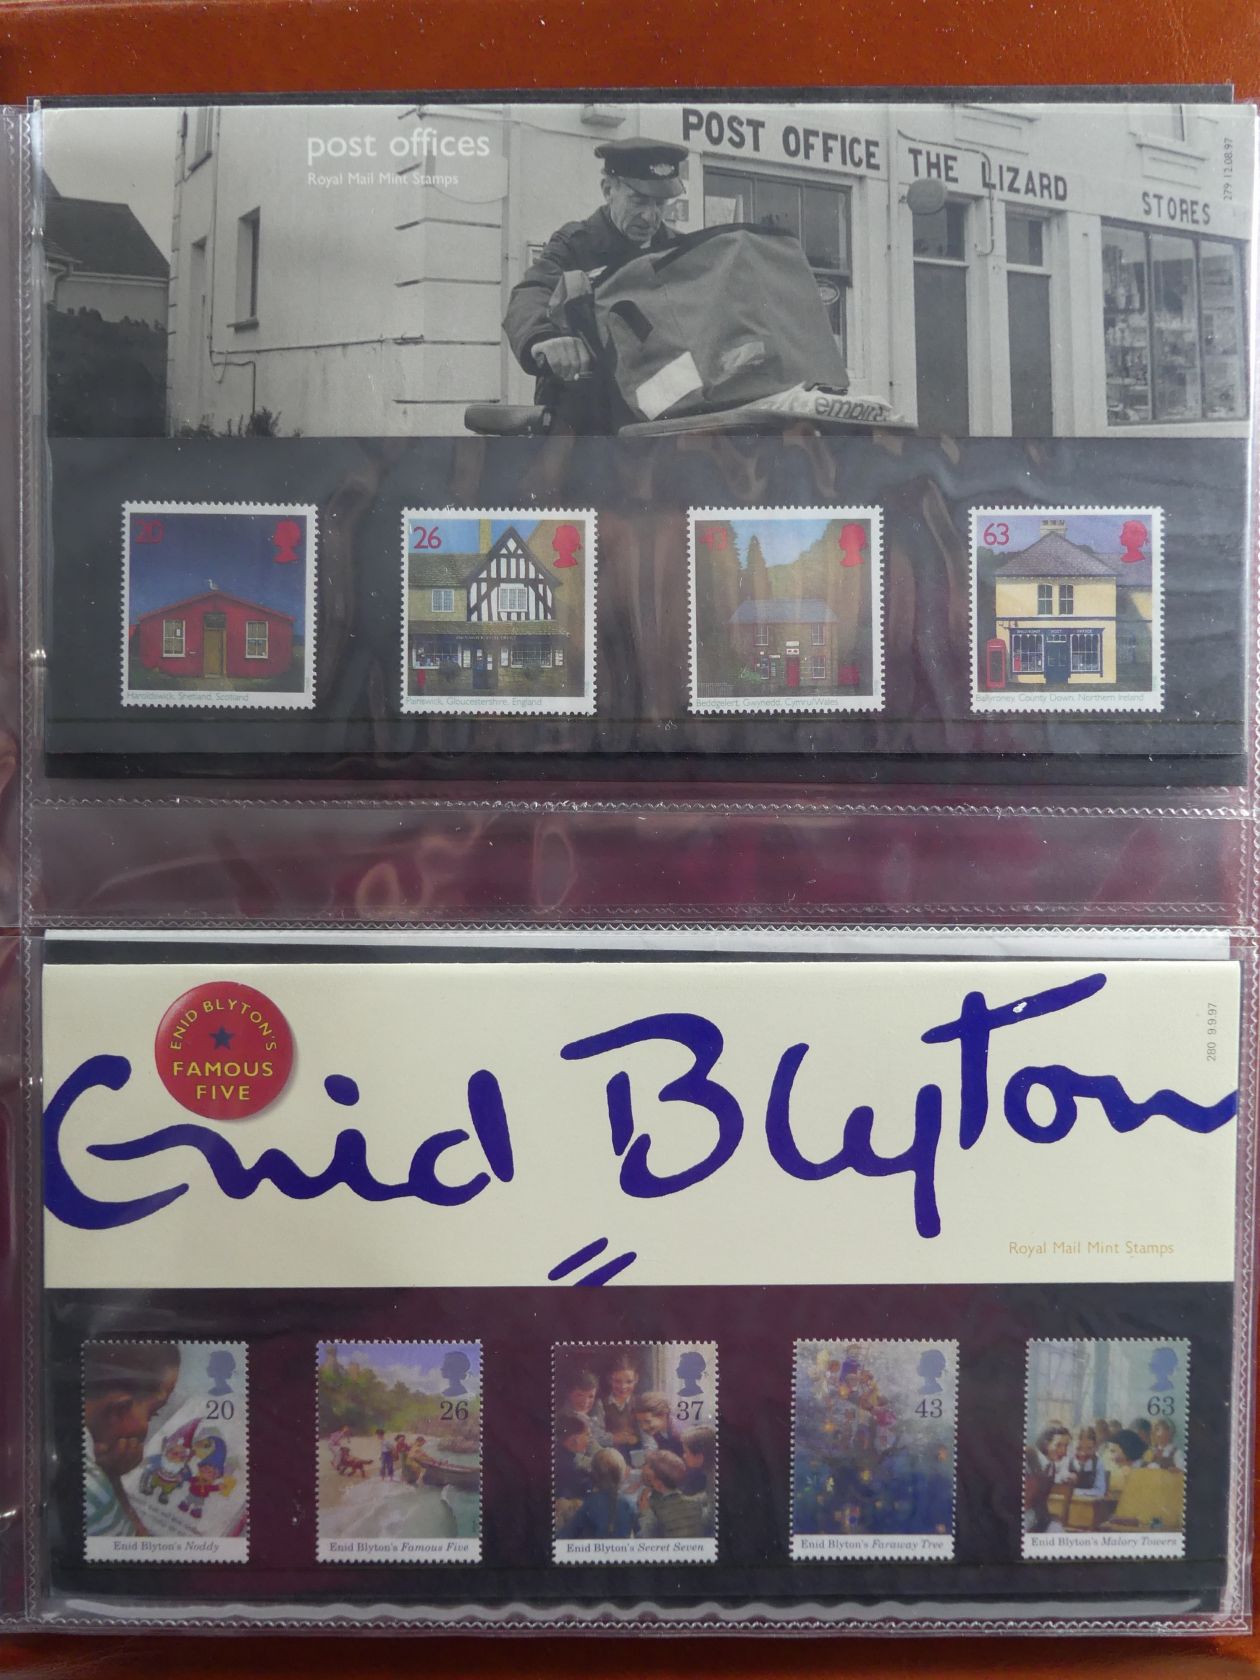 post offices
Royal Mail Mint Stamps
POST OFFICE
THE LIZARD
STORES
279 12.08.97
empire
20
26
43
63
Haroldswick, Shetland, Scotland
Painswick, Gloucestershire, England
Beddgelert, Gwynedd, Cymru/Wales
Ballyroney, County Down, Northern Ireland
ENID BLYTON'S
FAMOUS
FIVE
Enid Blyton
280 9.9.97
Royal Mail Mint Stamps
20
26
37
43
63
Enid Blyton's Noddy
Enid Blyton's Famous Five
Enid Blyton's Secret Seven
Enid Blyton's Faraway Tree
Enid Blyton's Malory Towers